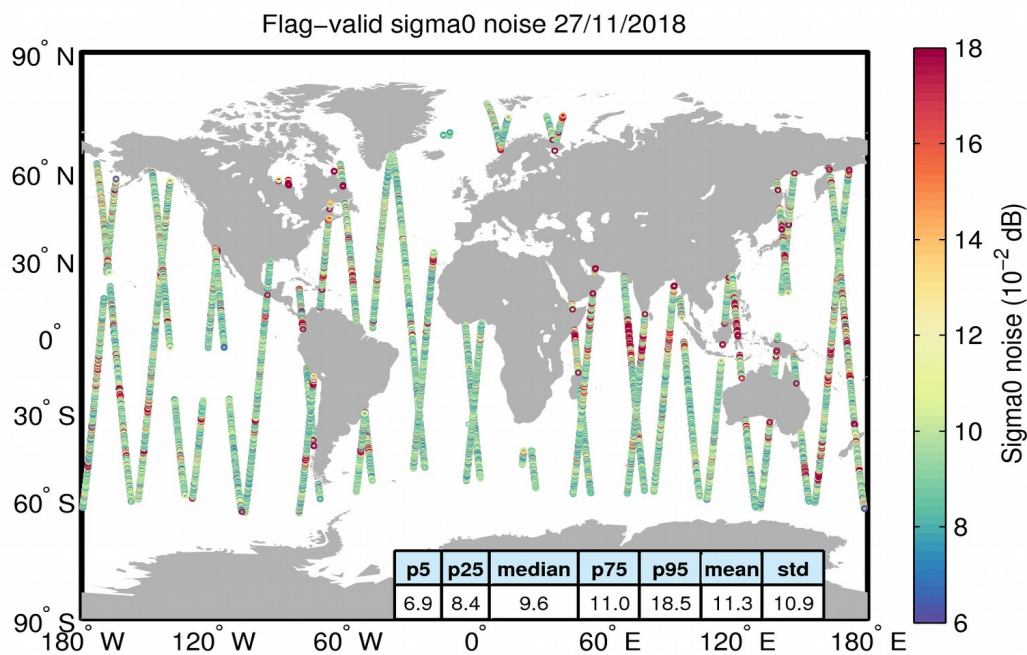 Flag−valid sigma0 noise 27/11/2018
90° N
60° N
30° N
0°
30° S
60° S
90° S
180° W
120° W
60° W
0°
60° E
120° E
180° E
p5 p25 median p75 p95 mean std
6.9 8.4 9.6 11.0 18.5 11.3 10.9
18
16
14
12
10
8
6
Sigma0 noise (10⁻² dB)